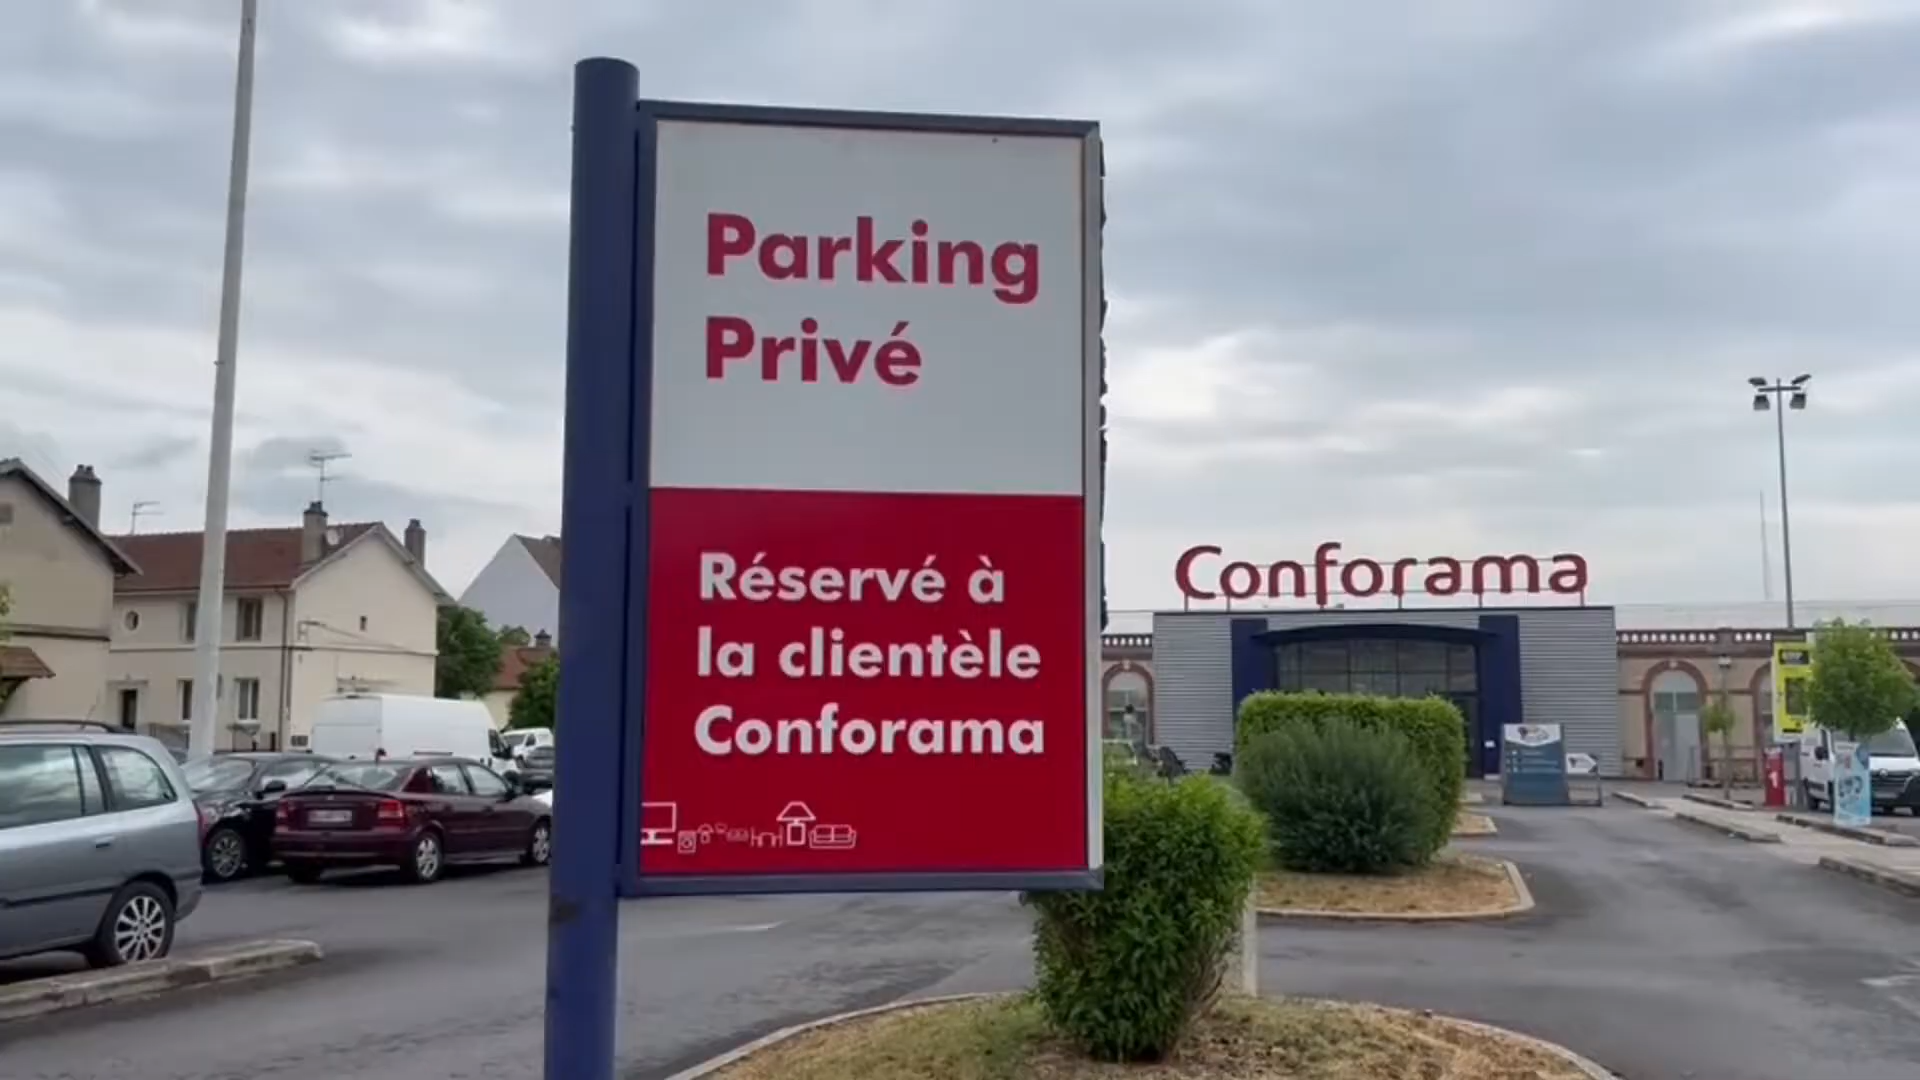 Parking
Privé
Réservé à
la clientèle
Conforama
Conforama